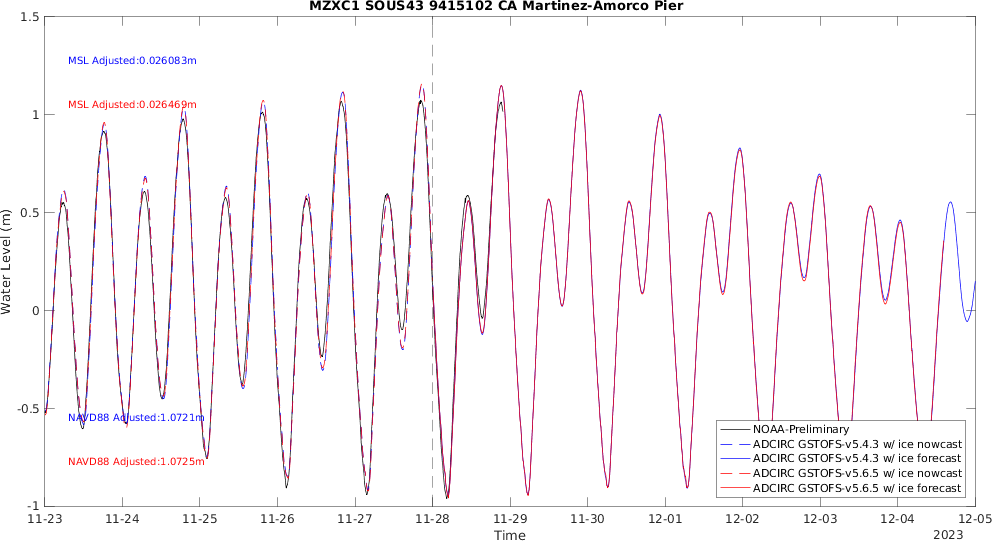 MZXC1 SOUS43 9415102 CA Martinez-Amorco Pier
1.5
MSL Adjusted:0.026083m
MSL Adjusted:0.026469m
1
0.5
Water Level (m)
0
-0.5
NAVD88 Adjusted:1.0721m
NAVD88 Adjusted:1.0725m
-1
NOAA-Preliminary
ADCIRC GSTOFS-v5.4.3 w/ ice nowcast
ADCIRC GSTOFS-v5.4.3 w/ ice forecast
ADCIRC GSTOFS-v5.6.5 w/ ice nowcast
ADCIRC GSTOFS-v5.6.5 w/ ice forecast
11-23 11-24 11-25 11-26 11-27 11-28 11-29 11-30 12-01 12-02 12-03 12-04 12-05
Time
2023